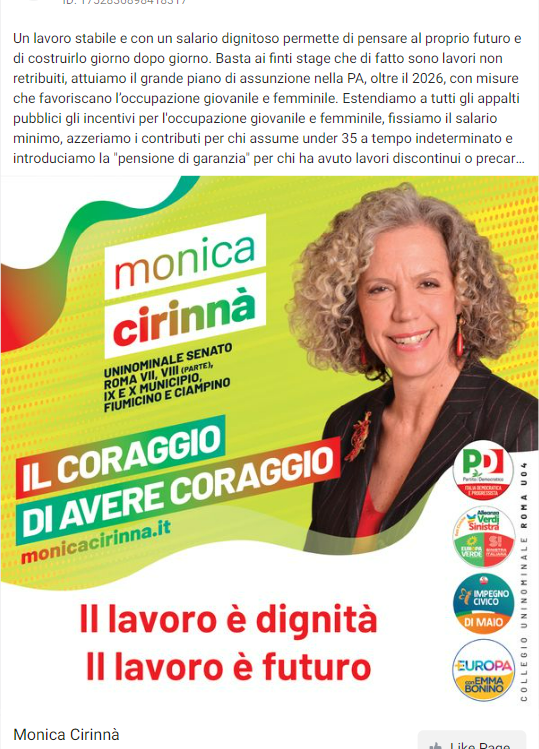 ID: 1752836898418517
Un lavoro stabile e con un salario dignitoso permette di pensare al proprio futuro e
di costruirlo giorno dopo giorno. Basta ai finti stage che di fatto sono lavori non
retribuiti, attuiamo il grande piano di assunzione nella PA, oltre il 2026, con misure
che favoriscano l'occupazione giovanile e femminile. Estendiamo a tutti gli appalti
pubblici gli incentivi per l'occupazione giovanile e femminile, fissiamo il salario
minimo, azzeriamo i contributi per chi assume under 35 a tempo indeterminato e
introduciamo la "pensione di garanzia" per chi ha avuto lavori discontinui o precar...
monica
cirinnà
UNINOMINALE SENATO
ROMA VII, VIII (PARTE),
IX E X MUNICIPIO,
FIUMICINO E CIAMPINO
IL CORAGGIO
DI AVERE CORAGGIO
monicacirinna.it
PD
Partito Democratico
ITALIA DEMOCRATICA
E PROGRESSISTA
Alleanza
Verdi
Sinistra
EUROPA
VERDE
SI
SINISTRA
ITALIANA
IMPEGNO
CIVICO
DI MAIO
+EUROPA
con EMMA
BONINO
COLLEGIO UNINOMINALE ROMA U04
Il lavoro è dignità
Il lavoro è futuro
Monica Cirinnà
Like Page